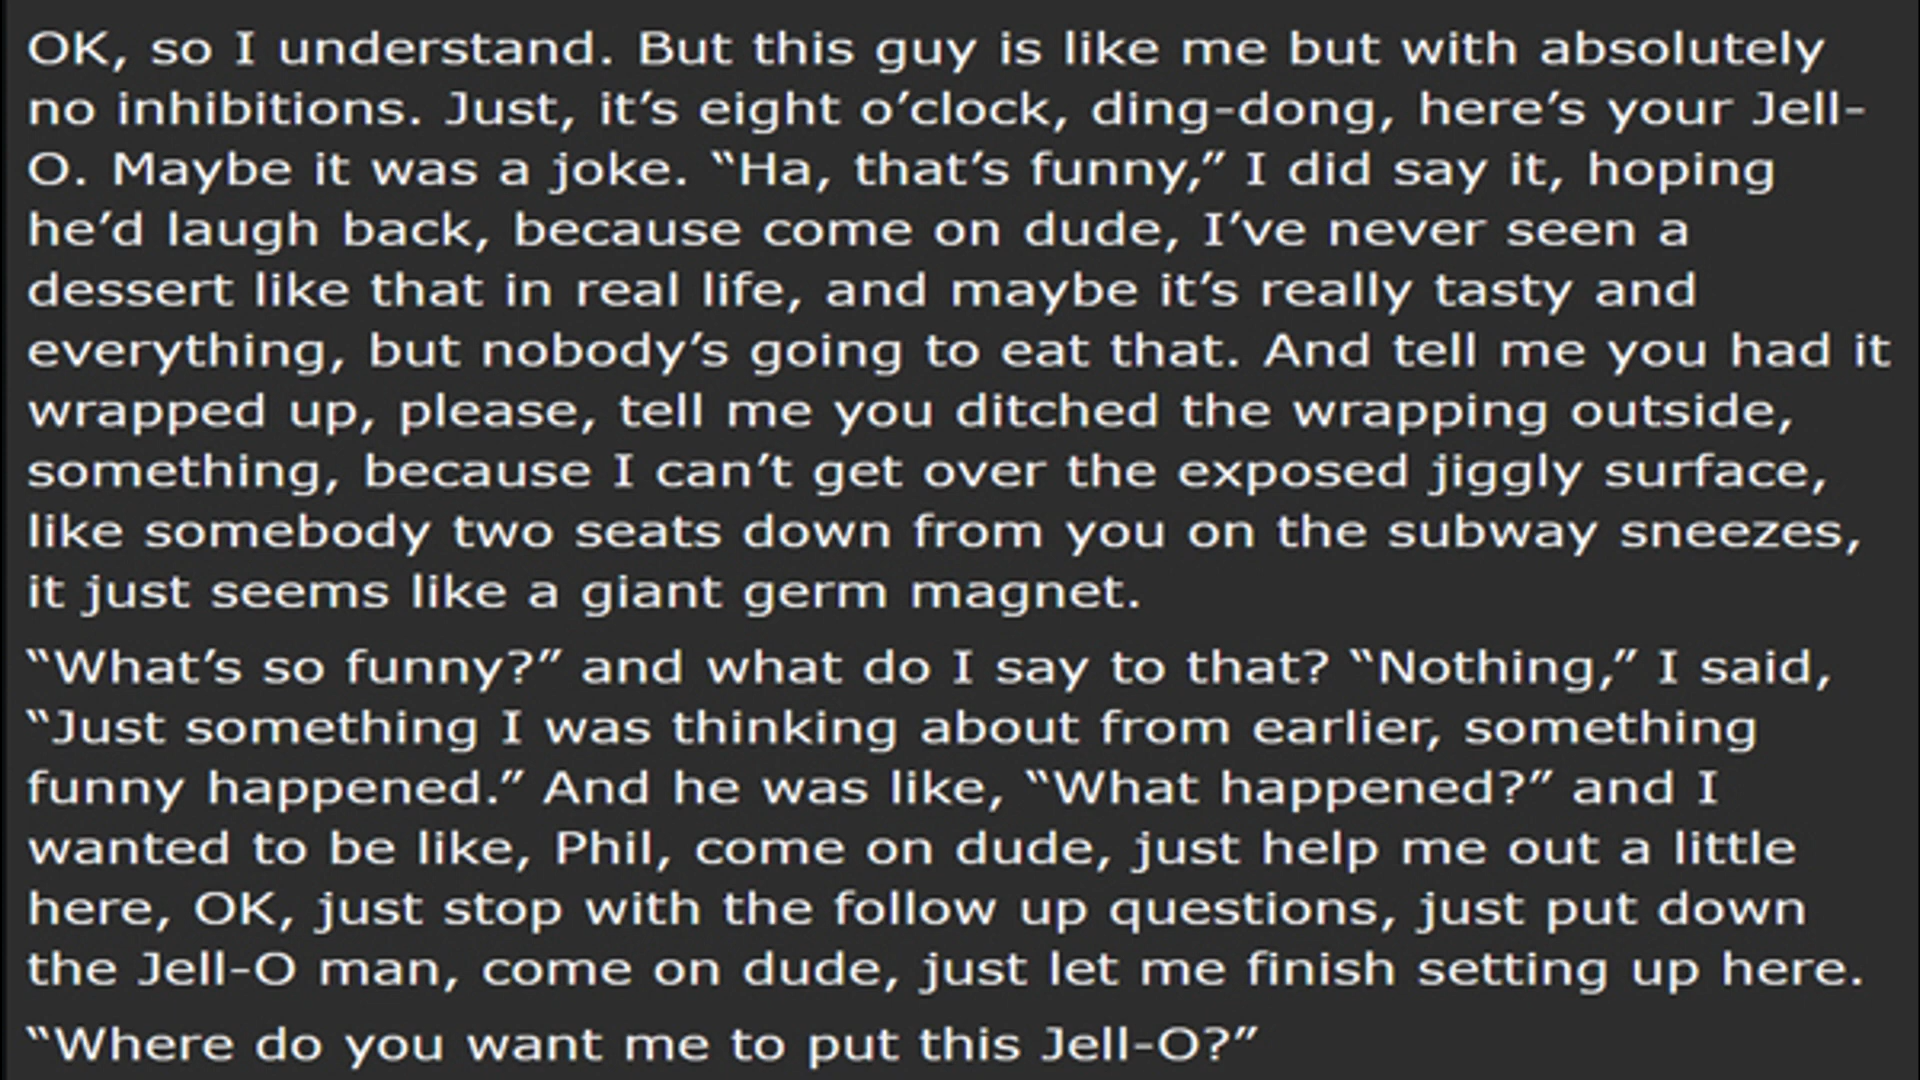 OK, so I understand. But this guy is like me but with absolutely
no inhibitions. Just, it’s eight o’clock, ding-dong, here’s your Jell-
O. Maybe it was a joke. “Ha, that’s funny,” I did say it, hoping
he’d laugh back, because come on dude, I’ve never seen a
dessert like that in real life, and maybe it’s really tasty and
everything, but nobody’s going to eat that. And tell me you had it
wrapped up, please, tell me you ditched the wrapping outside,
something, because I can’t get over the exposed jiggly surface,
like somebody two seats down from you on the subway sneezes,
it just seems like a giant germ magnet.
“What’s so funny?” and what do I say to that? “Nothing,” I said,
“Just something I was thinking about from earlier, something
funny happened.” And he was like, “What happened?” and I
wanted to be like, Phil, come on dude, just help me out a little
here, OK, just stop with the follow up questions, just put down
the Jell-O man, come on dude, just let me finish setting up here.
“Where do you want me to put this Jell-O?”